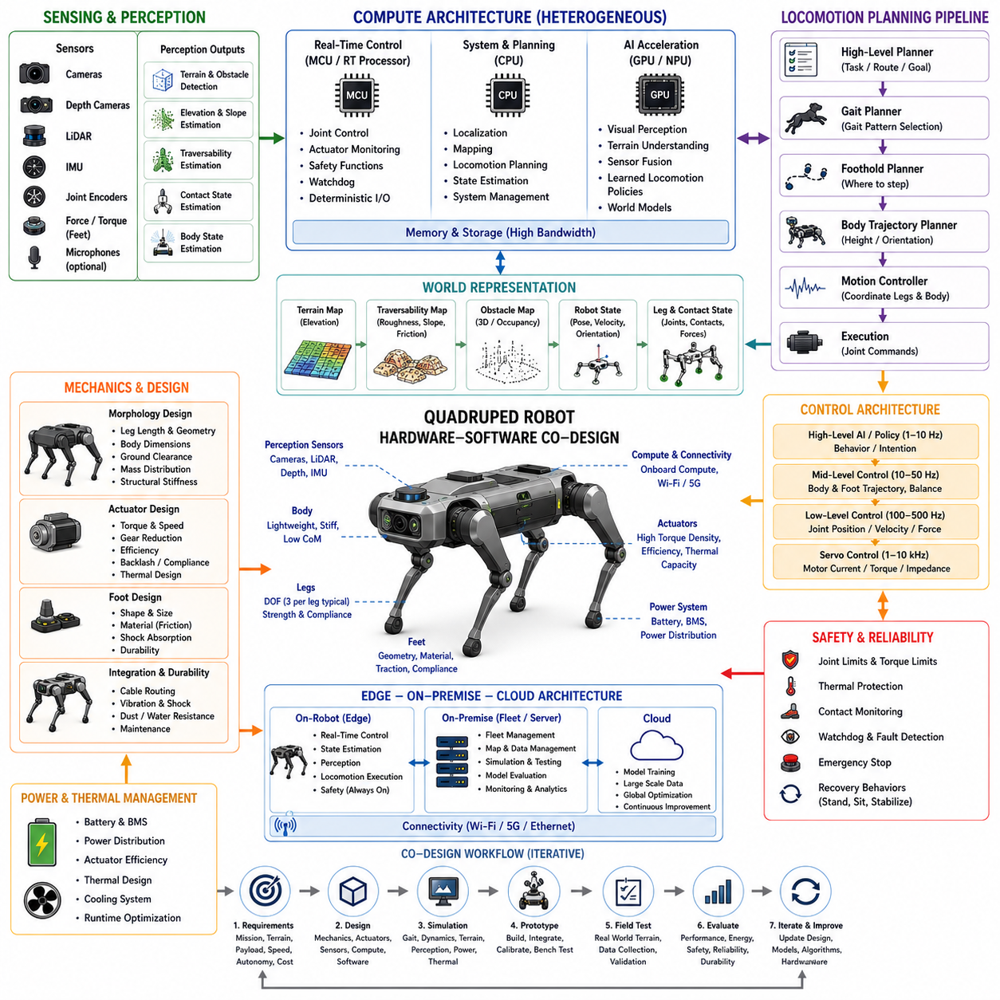 SENSING & PERCEPTION
Sensors
Cameras
Depth Cameras
LiDAR
IMU
Joint Encoders
Force / Torque
(Feet)
Microphones
(optional)
Perception Outputs
Terrain & Obstacle
Detection
Elevation & Slope
Estimation
Traversability
Estimation
Contact State
Estimation
Body State
Estimation
COMPUTE ARCHITECTURE (HETEROGENEOUS)
Real-Time Control
(MCU / RT Processor)
MCU
• Joint Control
• Actuator Monitoring
• Safety Functions
• Watchdog
• Deterministic I/O
System & Planning
(CPU)
CPU
• Localization
• Mapping
• Locomotion Planning
• State Estimation
• System Management
AI Acceleration
(GPU / NPU)
GPU
• Visual Perception
• Terrain Understanding
• Sensor Fusion
• Learned Locomotion
Policies
• World Models
Memory & Storage (High Bandwidth)
LOCOMOTION PLANNING PIPELINE
High-Level Planner
(Task / Route / Goal)
Gait Planner
(Gait Pattern Selection)
Foothold Planner
(Where to step)
Body Trajectory Planner
(Height / Orientation)
Motion Controller
(Coordinate Legs & Body)
Execution
(Joint Commands)
WORLD REPRESENTATION
Terrain Map
(Elevation)
Traversability Map
(Roughness, Slope,
Friction)
Obstacle Map
(3D / Occupancy)
Robot State
(Pose, Velocity,
Orientation)
Leg & Contact State
(Joints, Contacts,
Forces)
MECHANICS & DESIGN
Morphology Design
• Leg Length & Geometry
• Body Dimensions
• Ground Clearance
• Mass Distribution
• Structural Stiffness
Actuator Design
• Torque & Speed
• Gear Reduction
• Efficiency
• Backlash / Compliance
• Thermal Design
Foot Design
• Shape & Size
• Material (Friction)
• Shock Absorption
• Durability
Integration & Durability
• Cable Routing
• Vibration & Shock
• Dust / Water Resistance
• Maintenance
QUADRUPED ROBOT
HARDWARE–SOFTWARE CO–DESIGN
Perception Sensors
Cameras, LiDAR,
Depth, IMU
Body
Lightweight, Stiff,
Low CoM
Legs
DOF (3 per leg typical)
Strength & Compliance
Feet
Geometry, Material,
Traction, Compliance
Compute & Connectivity
Onboard Compute,
Wi-Fi / 5G
Actuators
High Torque Density,
Efficiency, Thermal
Capacity
Power System
Battery, BMS,
Power Distribution
CONTROL ARCHITECTURE
High-Level AI / Policy (1–10 Hz)
Behavior / Intention
Mid-Level Control (10–50 Hz)
Body & Foot Trajectory, Balance
Low-Level Control (100–500 Hz)
Joint Position / Velocity / Force
Servo Control (1–10 kHz)
Motor Current / Torque / Impedance
SAFETY & RELIABILITY
Joint Limits & Torque Limits
Thermal Protection
Contact Monitoring
Watchdog & Fault Detection
Emergency Stop
Recovery Behaviors
(Stand, Sit, Stabilize)
EDGE – ON-PREMISE – CLOUD ARCHITECTURE
On-Robot (Edge)
• Real-Time Control
• State Estimation
• Perception
• Locomotion Execution
• Safety (Always On)
On-Premise (Fleet / Server)
• Fleet Management
• Map & Data Management
• Simulation & Testing
• Model Evaluation
• Monitoring & Analytics
Cloud
• Model Training
• Large Scale Data
• Global Optimization
• Continuous Improvement
Connectivity (Wi-Fi / 5G / Ethernet)
POWER & THERMAL MANAGEMENT
• Battery & BMS
• Power Distribution
• Actuator Efficiency
• Thermal Design
• Cooling System
• Runtime Optimization
CO–DESIGN WORKFLOW (ITERATIVE)
1. Requirements
Mission, Terrain,
Payload, Speed,
Autonomy, Cost
2. Design
Mechanics, Actuators,
Sensors, Compute,
Software
3. Simulation
Gait, Dynamics, Terrain,
Perception, Power,
Thermal
4. Prototype
Build, Integrate,
Calibrate, Bench Test
5. Field Test
Real World Terrain,
Data Collection,
Validation
6. Evaluate
Performance, Energy,
Safety, Reliability,
Durability
7. Iterate & Improve
Update Design,
Models, Algorithms,
Hardware